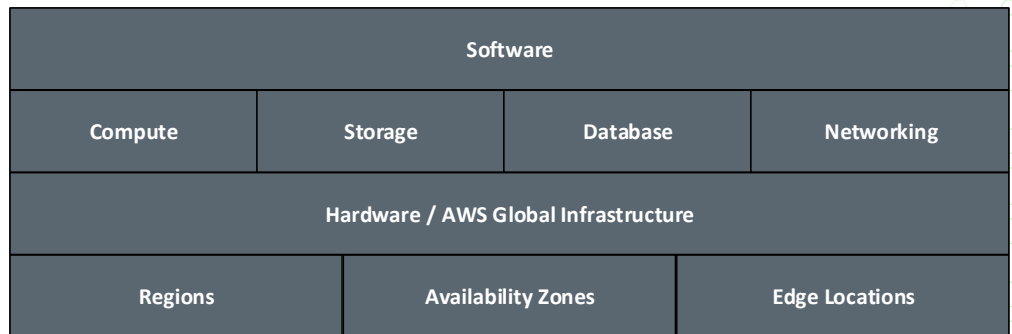 Software
Compute Storage Database Networking
Hardware / AWS Global Infrastructure
Regions Availability Zones Edge Locations